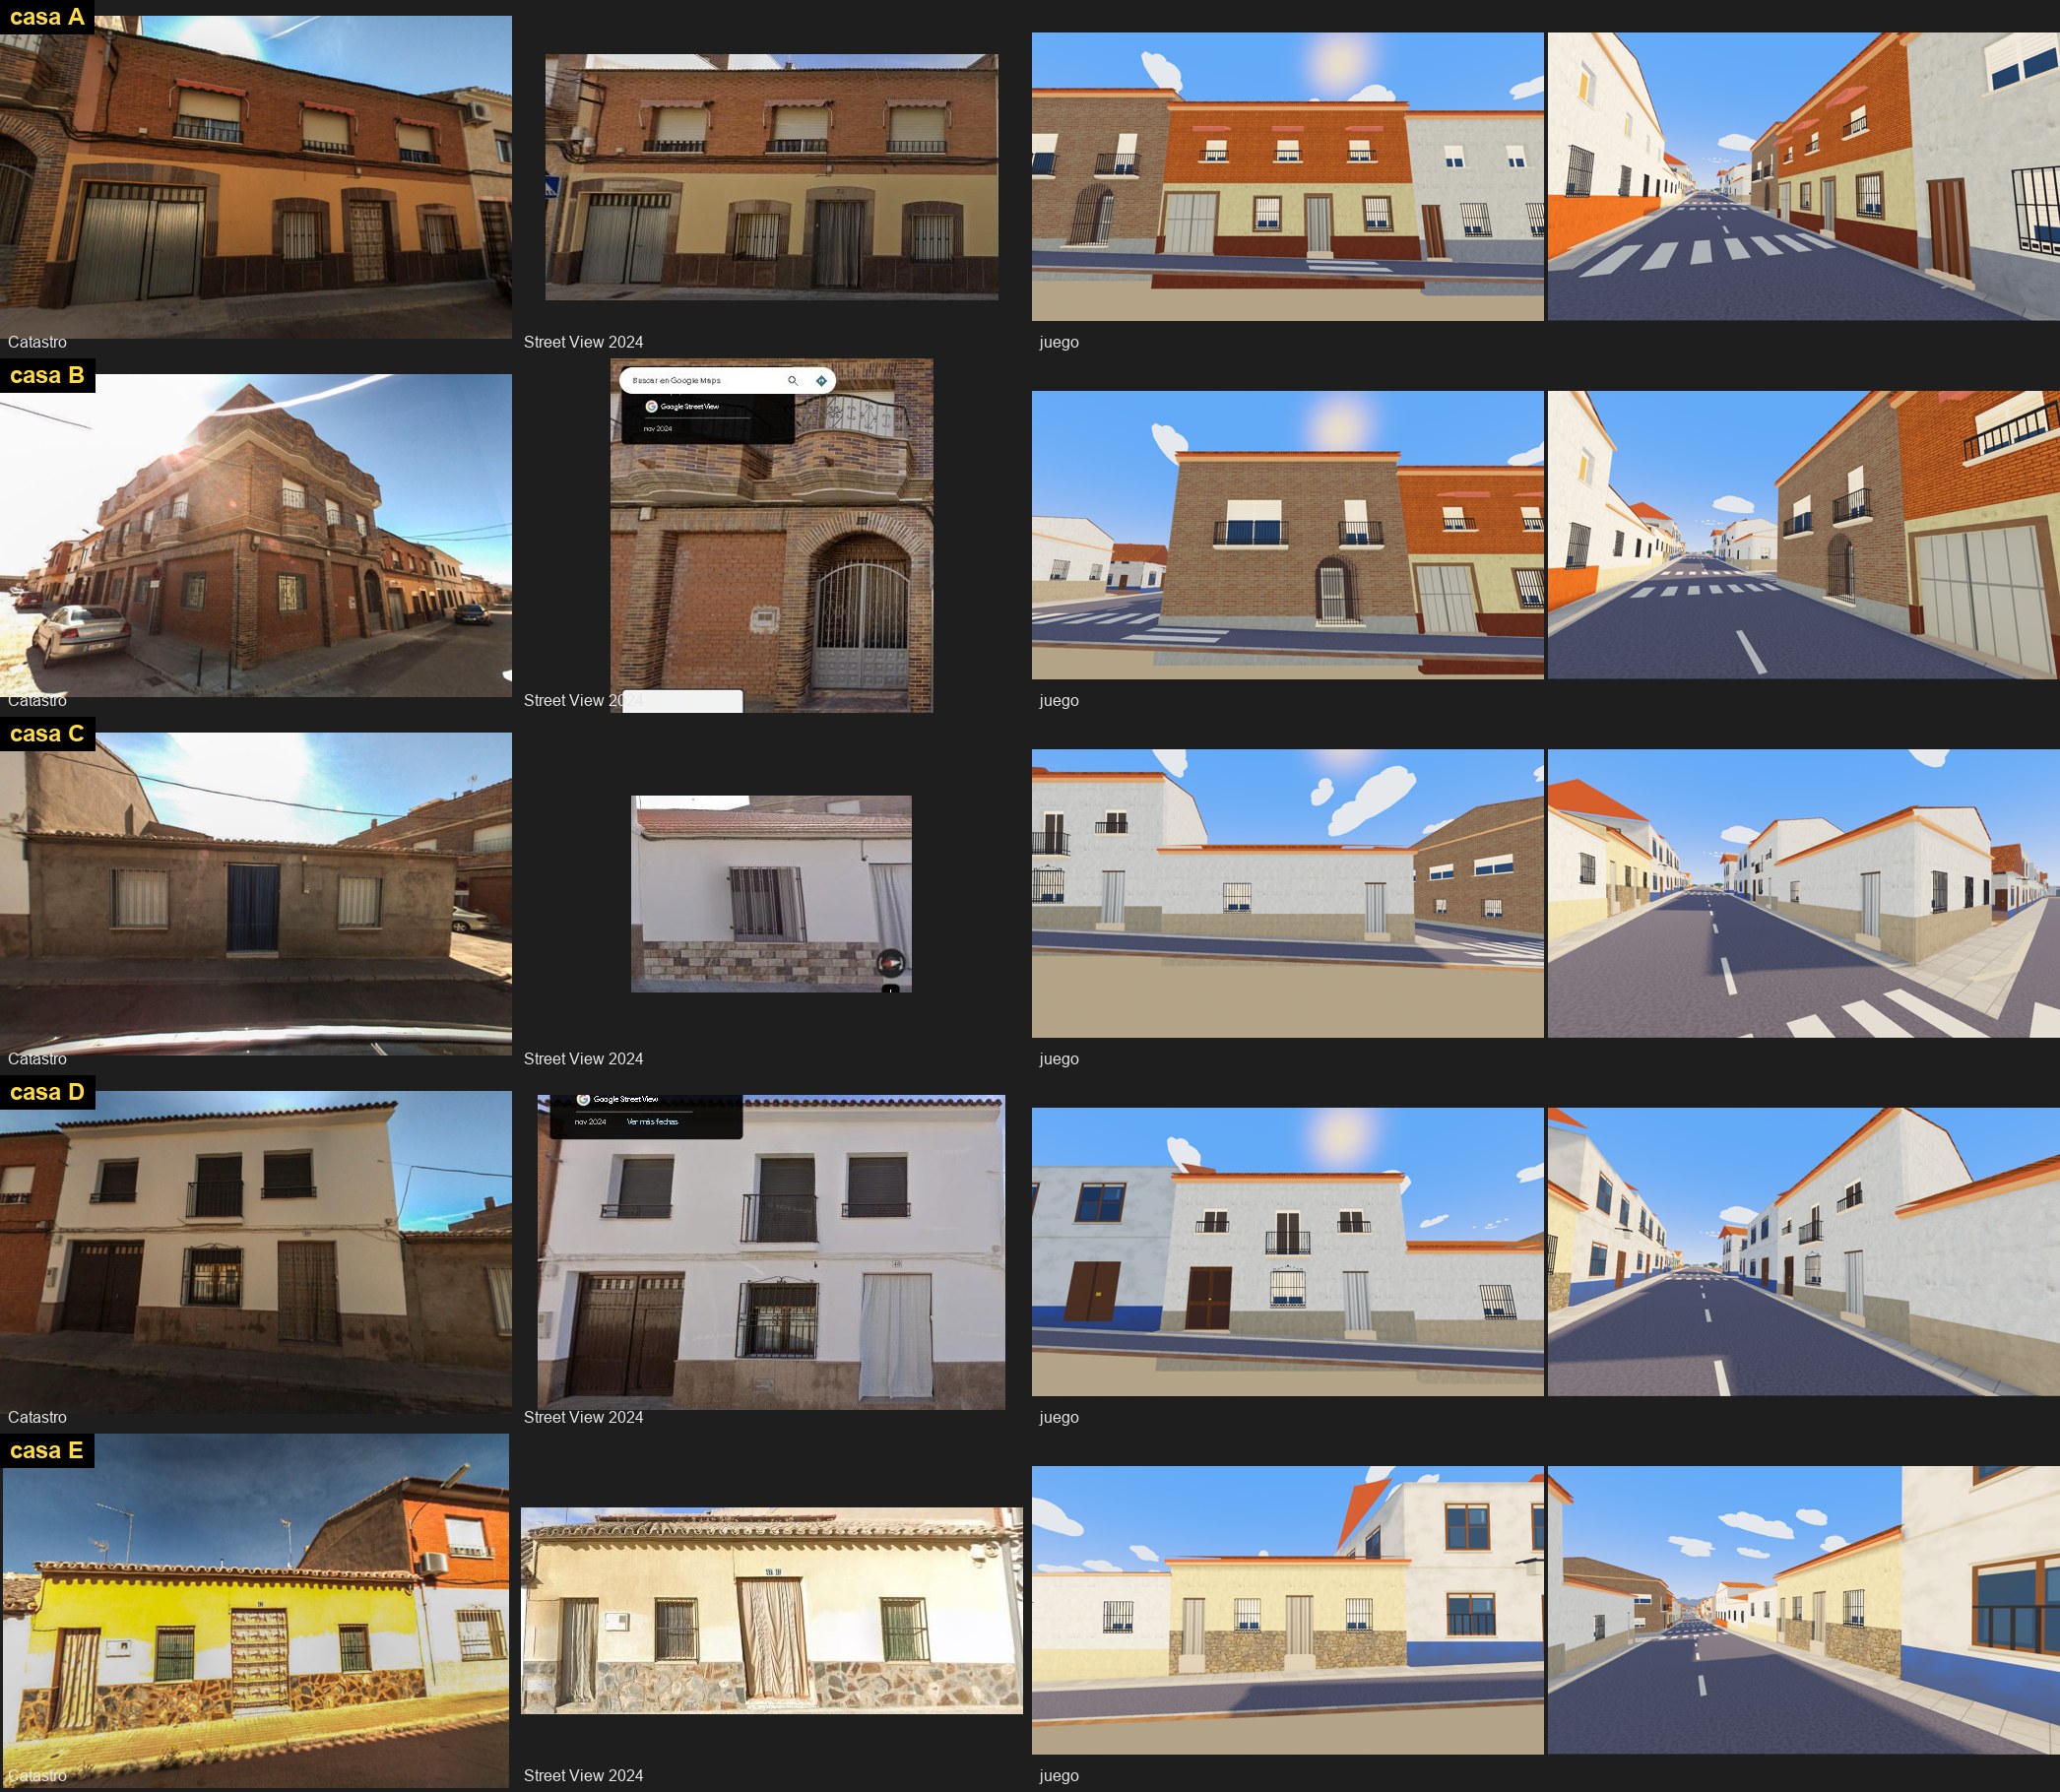 casa A
Catastro
Street View 2024
juego
casa B
Buscar en Google Maps
Google Street View
nov 2024
Catastro
Street View 2024
juego
casa C
Catastro
Street View 2024
juego
casa D
Google Street View
nov 2024 Ver más fechas
Catastro
Street View 2024
juego
casa E
Catastro
Street View 2024
juego